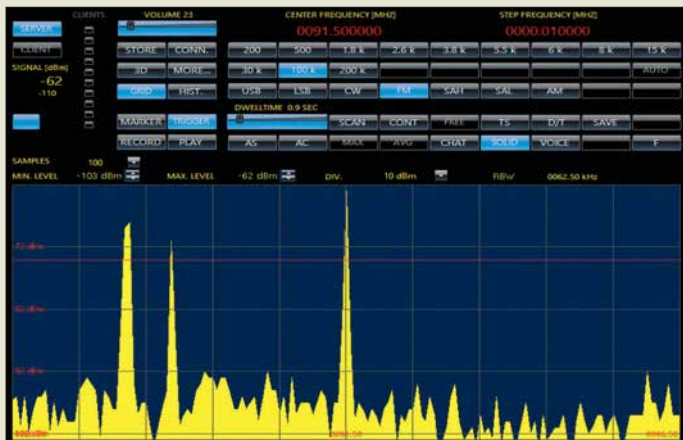 CLIENTS VOLUME 23 CENTER FREQUENCY [MHZ] STEP FREQUENCY [MHZ]
SERVER 0091.500000 0000.010000
CLIENT STORE CONN. 200 500 1.8 k 2.6 k 3.8 k 5.5 k 6 k 8 k 15 k
SIGNAL [dBm] 3D MORE... 30 k 100 k 200 k AUTO
-62
-110 GRID HIST. USB LSB CW FM SAH SAL AM
DWELLTIME 0.9 SEC
MARKER TRIGGER SCAN CONT FREE TS D/T SAVE
RECORD PLAY AS AC MAX AVG CHAT SOLID VOICE F
SAMPLES 100
MIN. LEVEL -103 dBm MAX. LEVEL -62 dBm DIV. 10 dBm RBW 0062.50 kHz